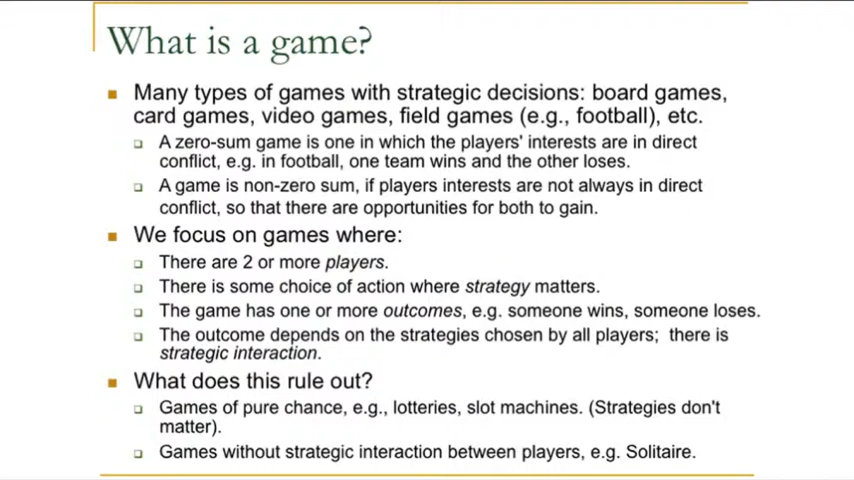 What is a game?
Many types of games with strategic decisions: board games,
card games, video games, field games (e.g., football), etc.
A zero-sum game is one in which the players' interests are in direct
conflict, e.g. in football, one team wins and the other loses.
A game is non-zero sum, if players interests are not always in direct
conflict, so that there are opportunities for both to gain.
We focus on games where:
There are 2 or more players.
There is some choice of action where strategy matters.
The game has one or more outcomes, e.g. someone wins, someone loses.
The outcome depends on the strategies chosen by all players; there is
strategic interaction.
What does this rule out?
Games of pure chance, e.g., lotteries, slot machines. (Strategies don't
matter).
Games without strategic interaction between players, e.g. Solitaire.